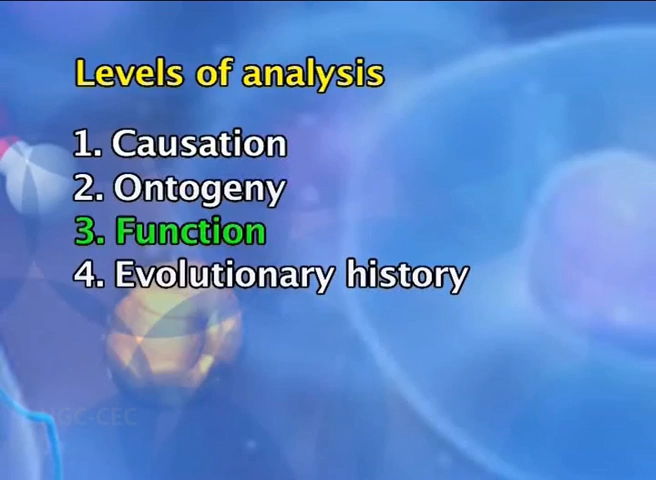 Levels of analysis
1. Causation
2. Ontogeny
3. Function
4. Evolutionary history